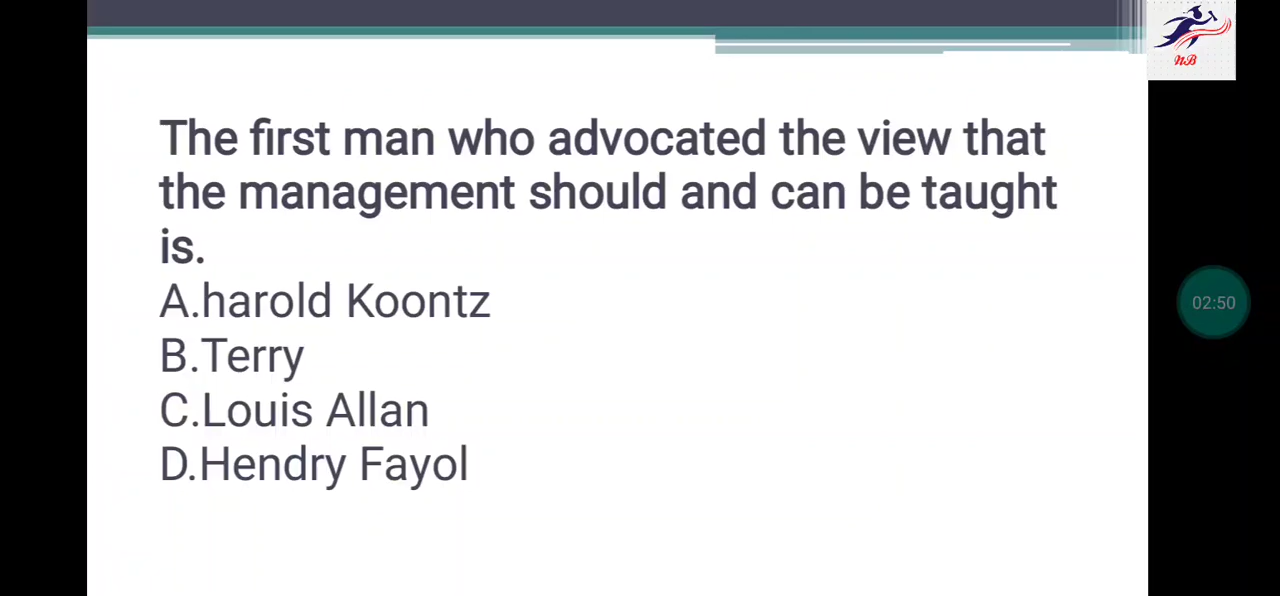 NB
The first man who advocated the view that
the management should and can be taught
is.
A.harold Koontz
B.Terry
C.Louis Allan
D.Hendry Fayol
02:50